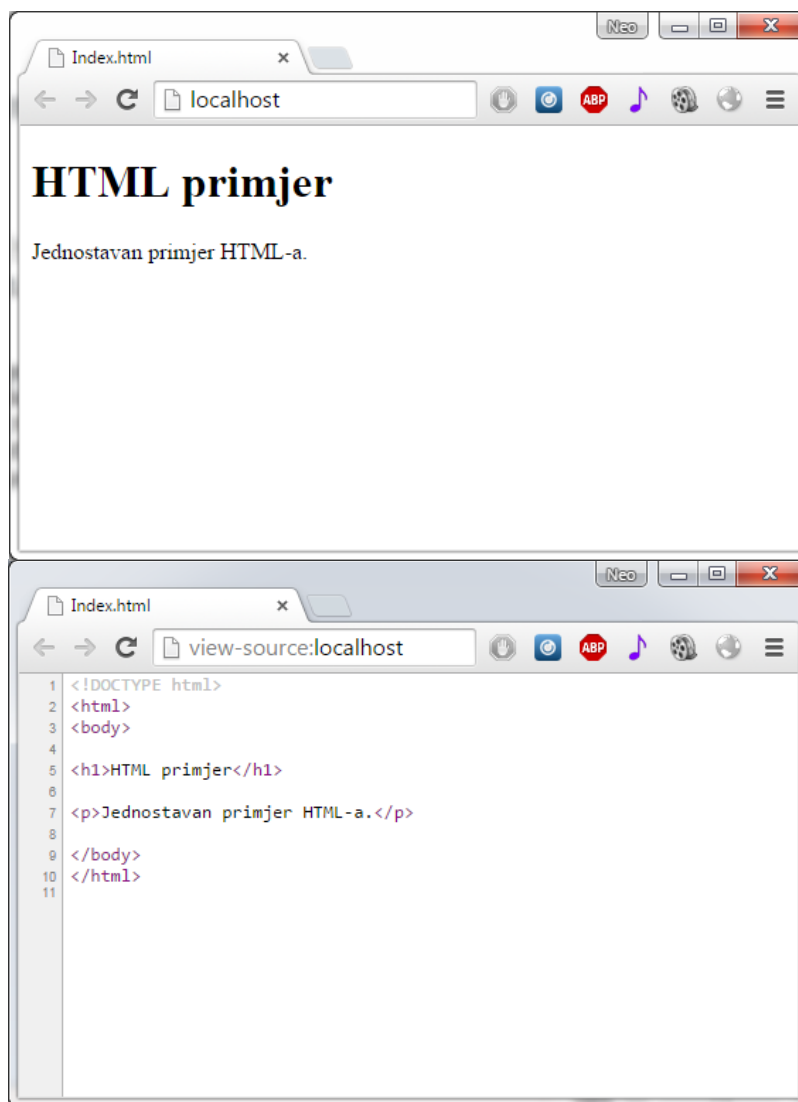 Neo
Index.html
localhost
ABP
HTML primjer
Jednostavan primjer HTML-a.
Neo
Index.html
view-source:localhost
ABP
1 <!DOCTYPE html>
2 <html>
3 <body>
4
5 <h1>HTML primjer</h1>
6
7 <p>Jednostavan primjer HTML-a.</p>
8
9 </body>
10 </html>
11